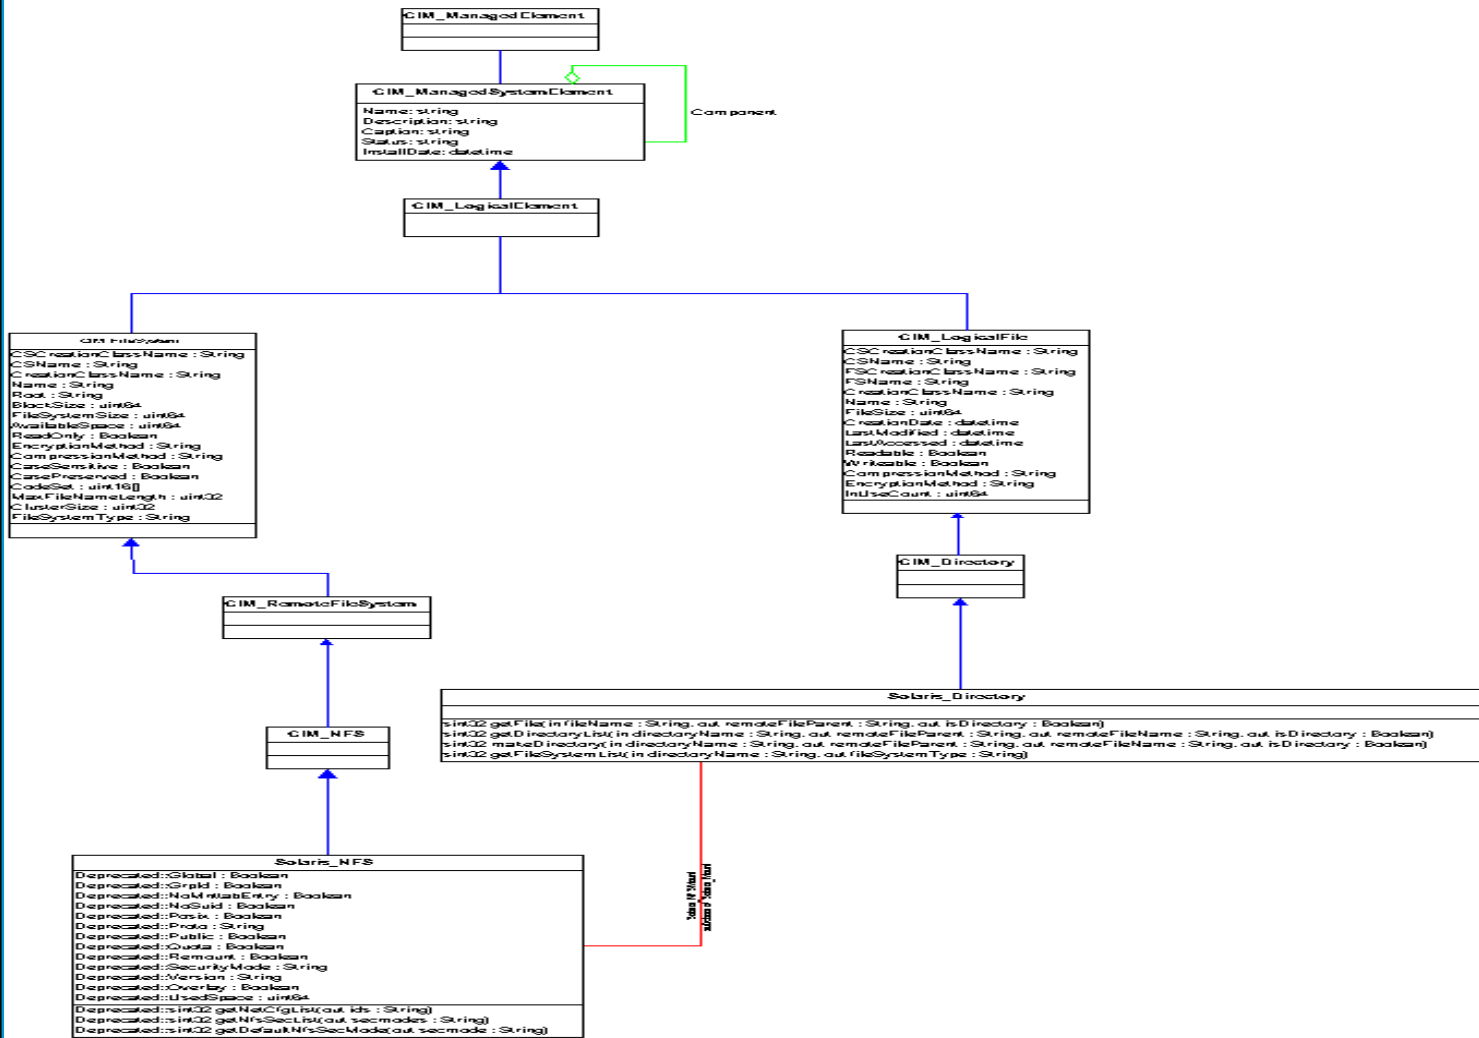 CIM_ManagedElement
CIM_ManagedSystemElement
Name: string
Description: string
Caption: string
Status: string
InstallDate: datetime
Component
CIM_LogicalElement
CIM_FileSystem
CSCreationClassName : String
CSName : String
CreationClassName : String
Name : String
Root : String
BlockSize : uint64
FileSystemSize : uint64
AvailableSpace : uint64
ReadOnly : Boolean
EncryptionMethod : String
CompressionMethod : String
CaseSensitive : Boolean
CasePreserved : Boolean
CodeSet : uint16[]
MaxFileNameLength : uint32
ClusterSize : uint32
FileSystemType : String
CIM_LogicalFile
CSCreationClassName : String
CSName : String
FSCreationClassName : String
FSName : String
CreationClassName : String
Name : String
FileSize : uint64
CreationDate : datetime
LastModified : datetime
LastAccessed : datetime
Readable : Boolean
Writeable : Boolean
CompressionMethod : String
EncryptionMethod : String
InUseCount : uint64
CIM_Directory
CIM_RemoteFileSystem
Solaris_Directory
sint32 getFile(in fileName : String, out remoteFileParent : String, out isDirectory : Boolean)
sint32 getDirectoryList(in directoryName : String, out remoteFileParent : String, out remoteFileName : String, out isDirectory : Boolean)
sint32 makeDirectory(in directoryName : String, out remoteFileParent : String, out remoteFileName : String, out isDirectory : Boolean)
sint32 getFileSystemList(in directoryName : String, out fileSystemType : String)
CIM_NFS
Solaris_NFS
Deprecated::Global : Boolean
Deprecated::GrpId : Boolean
Deprecated::NoMnttabEntry : Boolean
Deprecated::NoSuid : Boolean
Deprecated::Posix : Boolean
Deprecated::Proto : String
Deprecated::Public : Boolean
Deprecated::Quota : Boolean
Deprecated::Remount : Boolean
Deprecated::SecurityMode : String
Deprecated::Version : String
Deprecated::Overlay : Boolean
Deprecated::UsedSpace : uint64
Deprecated::sint32 getNetCfgList(out ids : String)
Deprecated::sint32 getNfsSecList(out secmodes : String)
Deprecated::sint32 getDefaultNfsSecMode(out secmode : String)